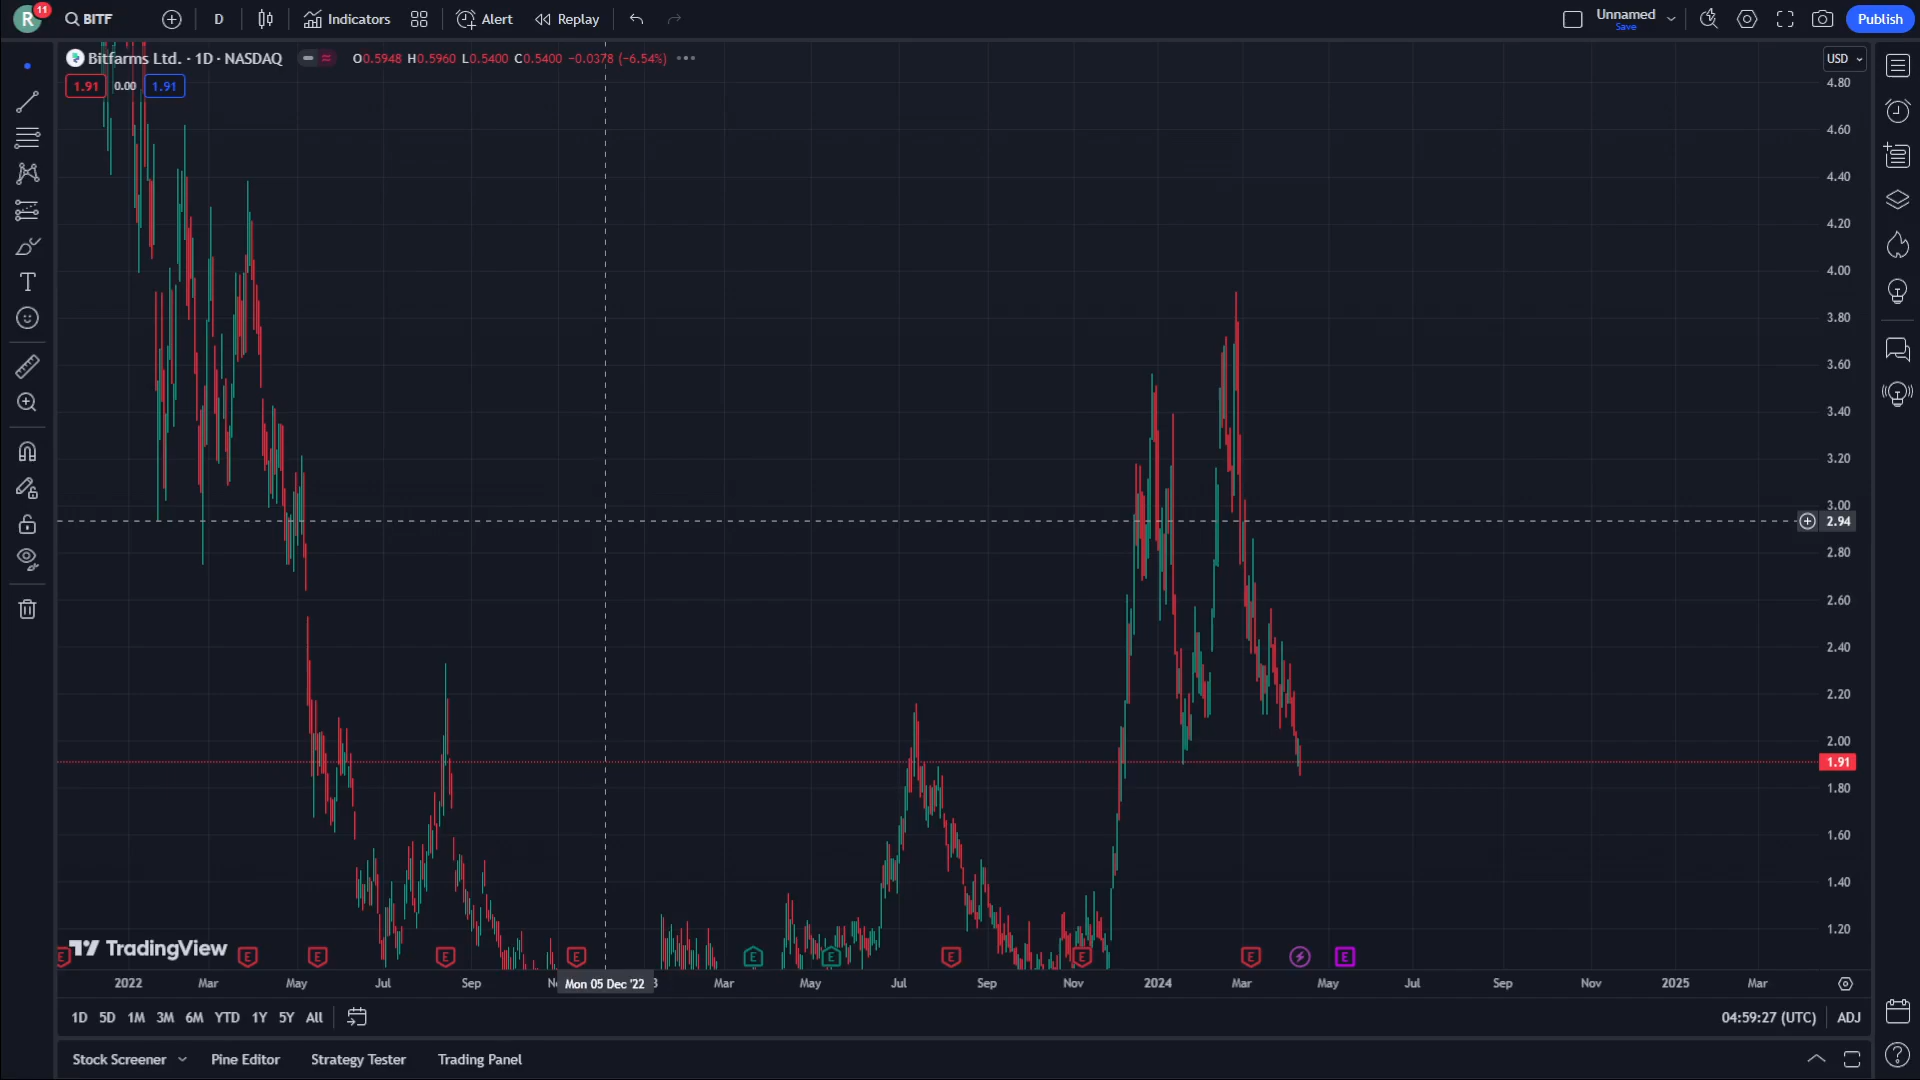 R 11 BITF D Indicators Alert Replay Unnamed Save Publish
Bitfarms Ltd. · 1D · NASDAQ O0.5948 H0.5960 L0.5400 C0.5400 −0.0378 (−6.54%) USD
1.91 0.00 1.91
4.80
4.60
4.40
4.20
4.00
3.80
3.60
3.40
3.20
3.00
2.94
2.80
2.60
2.40
2.20
2.00
1.91
1.80
1.60
1.40
1.20
TradingView
E E E E E E E E E E E
2022 Mar May Jul Sep Mon 05 Dec '22 Mar May Jul Sep Nov 2024 Mar May Jul Sep Nov 2025 Mar
1D 5D 1M 3M 6M YTD 1Y 5Y All 04:59:27 (UTC) ADJ
Stock Screener Pine Editor Strategy Tester Trading Panel